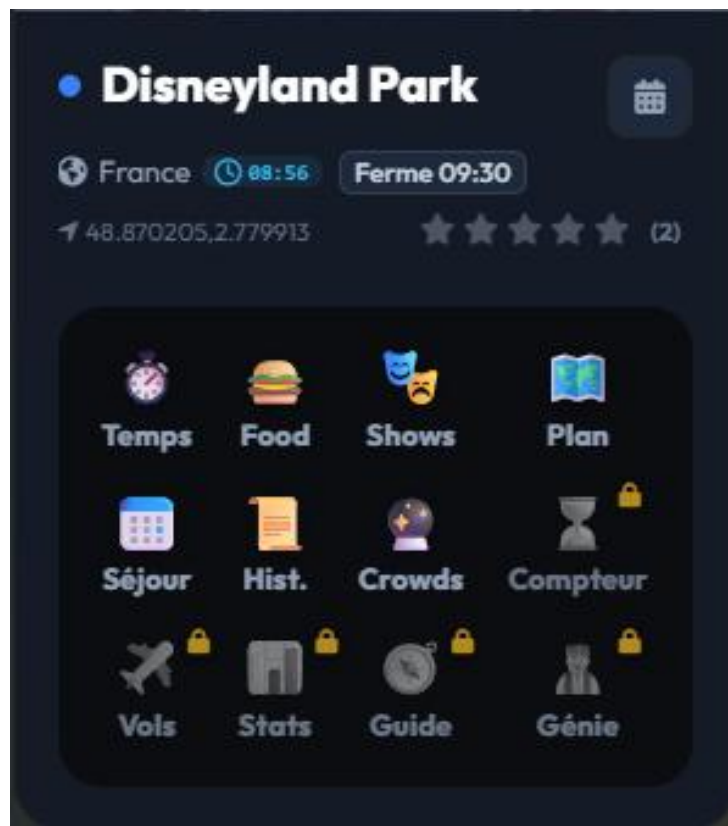 Disneyland Park
France 08:56 Ferme 09:30
48.870205,2.779913 (2)
Temps Food Shows Plan
Séjour Hist. Crowds Compteur
Vols Stats Guide Génie